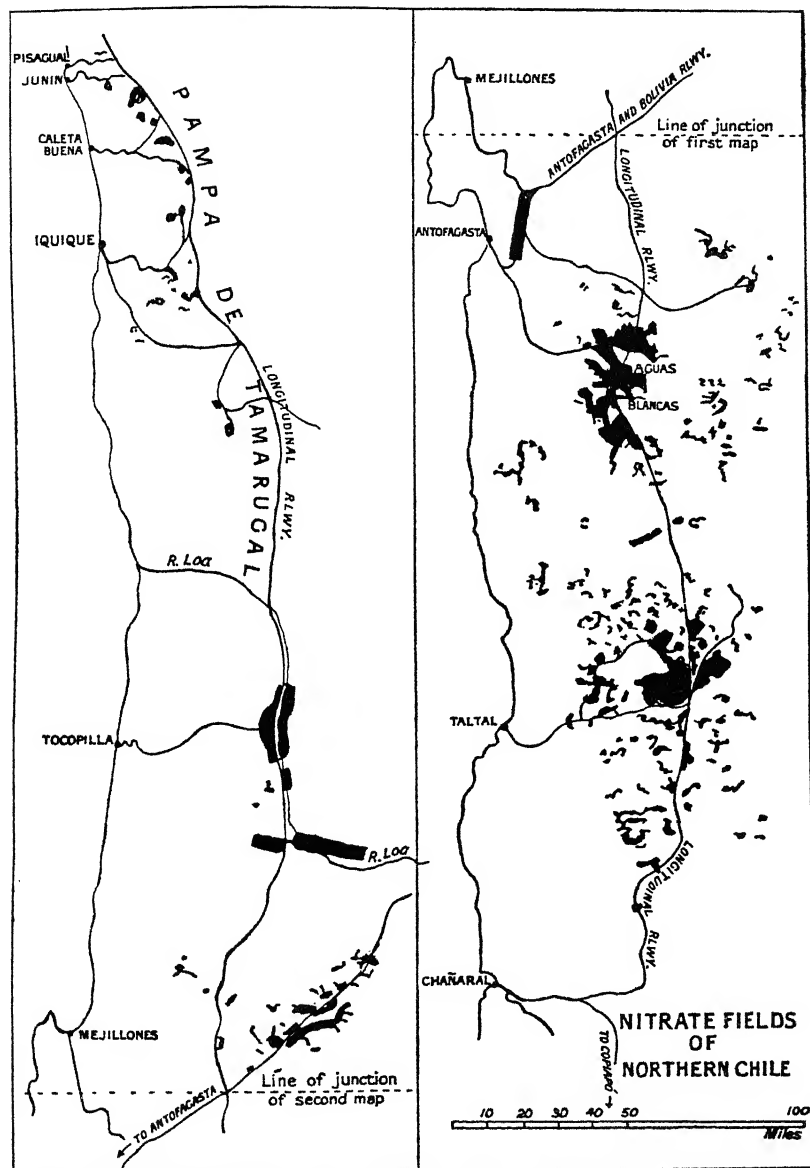 PISAGUAL
JUNIN
CALETA
BUENA
IQUIQUE
PAMPA
DE
TAMARUGAL
LONGITUDINAL
RLWY.
R. Loa
TOCOPILLA
R. Loa
MEJILLONES
← TO ANTOFAGASTA
Line of junction
of second map
MEJILLONES
ANTOFAGASTA AND BOLIVIA RLWY.
Line of junction
of first map
LONGITUDINAL
RLWY.
ANTOFAGASTA
AGUAS
BLANCAS
TALTAL
LONGITUDINAL
RLWY.
CHAÑARAL
TO COPIAPÓ →
NITRATE FIELDS
OF
NORTHERN CHILE
10 20 30 40 50 100
Miles